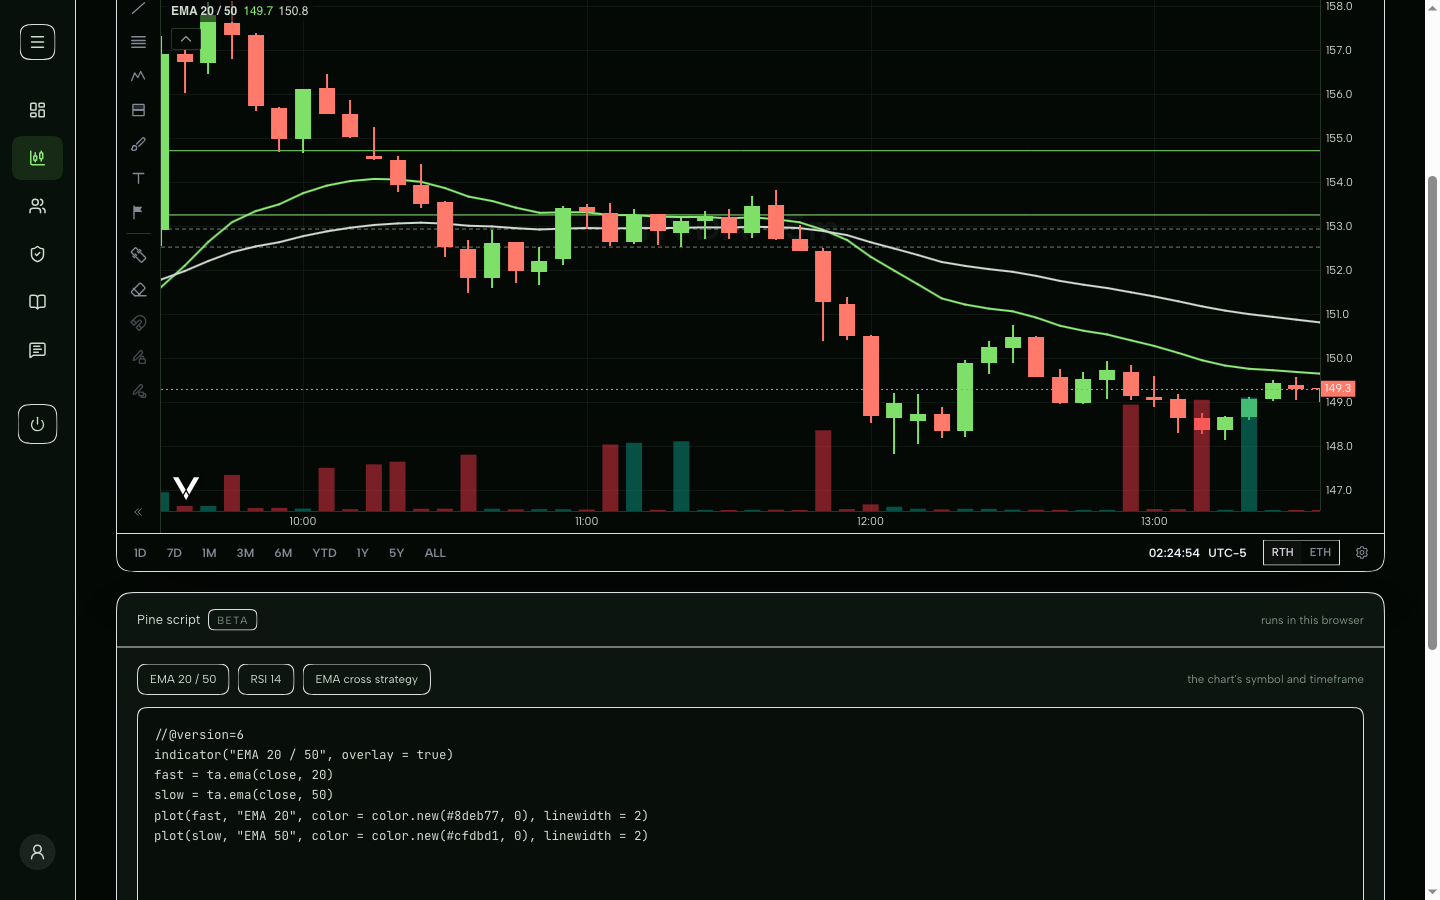 EMA 20 / 50 149.7 150.8
158.0
157.0
156.0
155.0
154.0
153.0
152.0
151.0
150.0
149.3
149.0
148.0
147.0
10:00 11:00 12:00 13:00
1D 7D 1M 3M 6M YTD 1Y 5Y ALL 02:24:54 UTC-5 RTH ETH
Pine script BETA runs in this browser
EMA 20 / 50 RSI 14 EMA cross strategy the chart's symbol and timeframe
//@version=6
indicator("EMA 20 / 50", overlay = true)
fast = ta.ema(close, 20)
slow = ta.ema(close, 50)
plot(fast, "EMA 20", color = color.new(#8deb77, 0), linewidth = 2)
plot(slow, "EMA 50", color = color.new(#cfdbd1, 0), linewidth = 2)